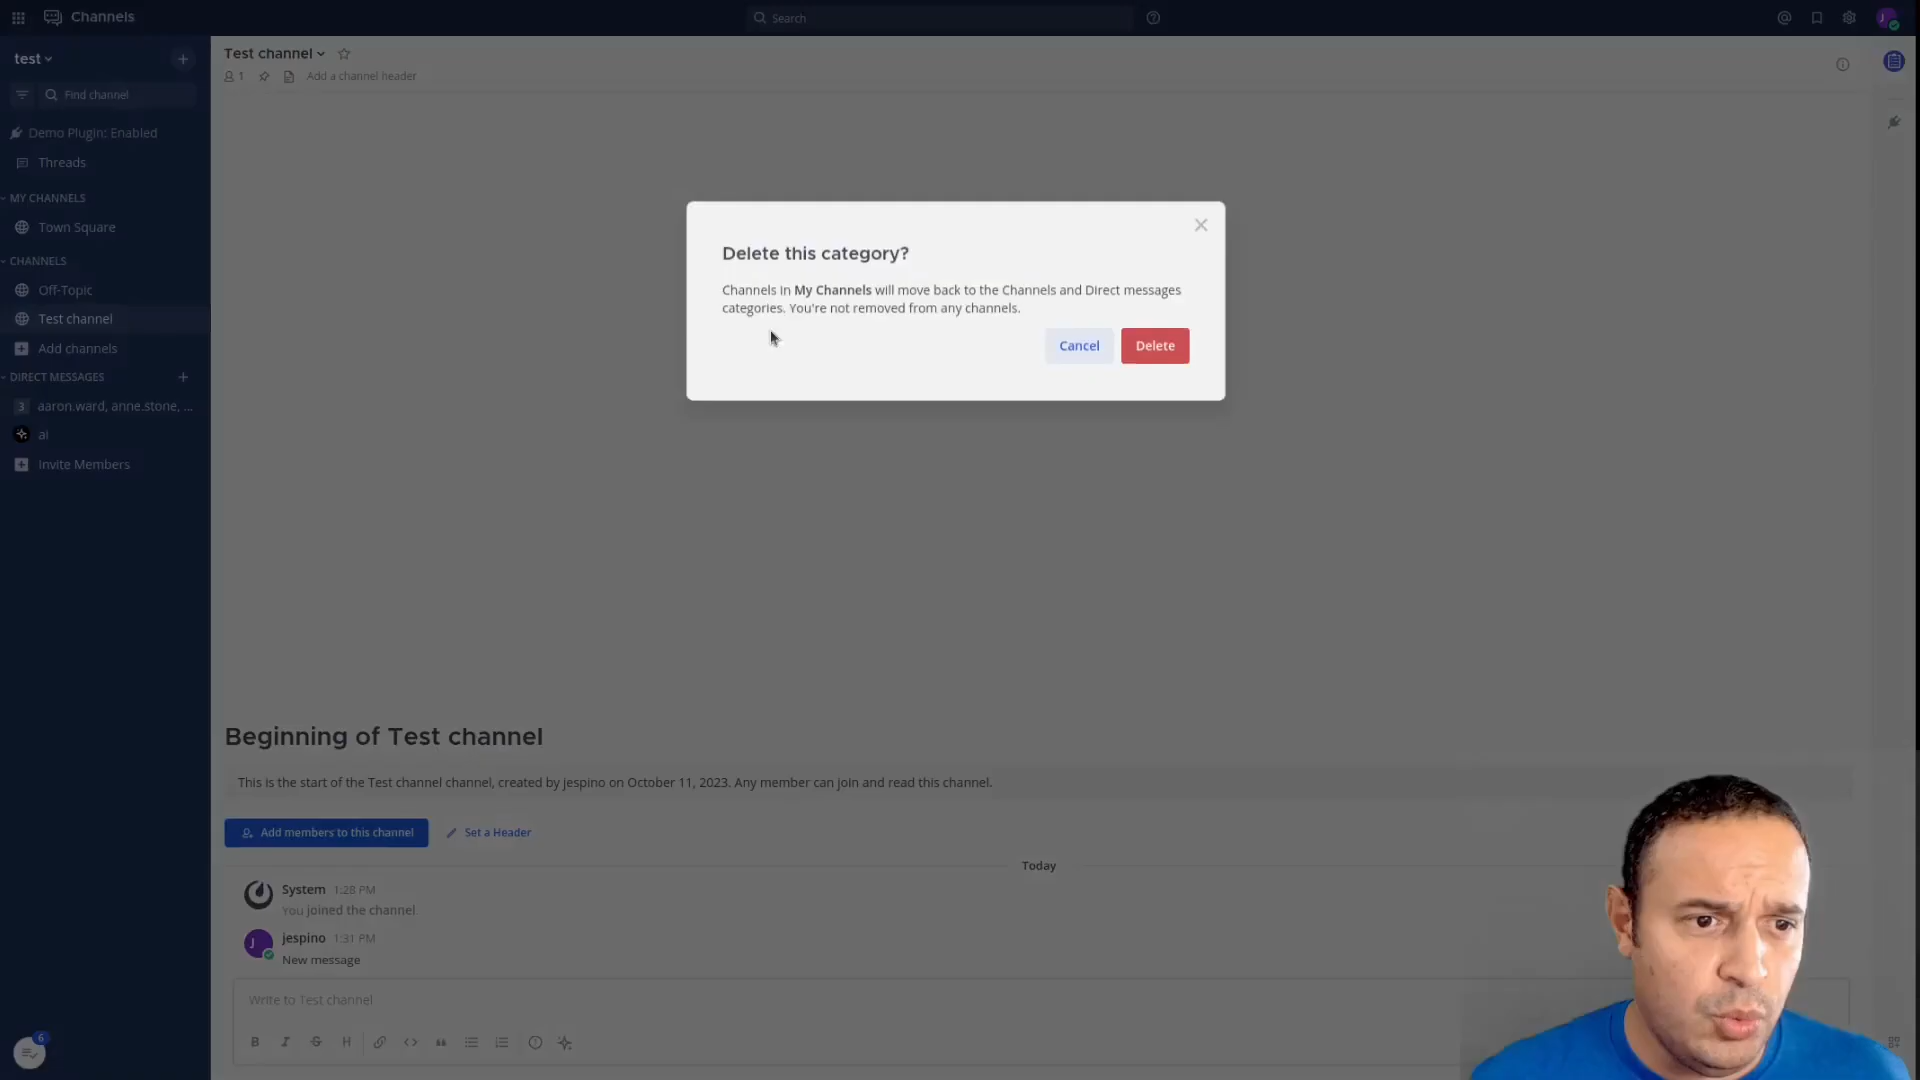 Channels
Search
test
Find channel
Demo Plugin: Enabled
Threads
MY CHANNELS
Town Square
CHANNELS
Off-Topic
Test channel
Add channels
DIRECT MESSAGES
3 aaron.ward, anne.stone, ...
ai
Invite Members
6
Test channel
1
Add a channel header
J
Delete this category?
Channels in My Channels will move back to the Channels and Direct messages
categories. You're not removed from any channels.
Cancel
Delete
Beginning of Test channel
This is the start of the Test channel channel, created by jespino on October 11, 2023. Any member can join and read this channel.
Add members to this channel
Set a Header
Today
System 1:28 PM
You joined the channel.
J
jespino 1:31 PM
New message
Write to Test channel
B I S H